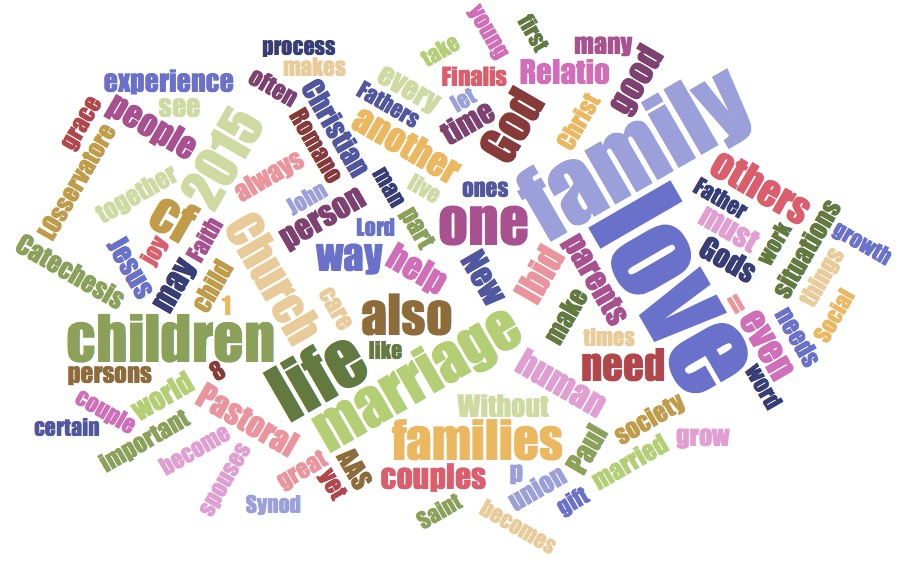 young
first
process
many
take
makes
Finalis
Relatio
good
experience
often
every
Fathers
let
time
God
Christ
family
see
grace
people
Christian
Romano
another
2015
always
live
Losservatore
together
man
ones
others
John
person
part
one
love
Father
must
cf
joy
Faith
Lord
work
situations
growth
Gods
Jesus
may
child
church
way
help
New
Ibid
parents
things
Catechesis
1
care
also
make
=
even
needs
Social
children
life
like
marriage
times
need
persons
8
human
word
couple
world
Pastoral
Without
society
certain
important
become
families
Paul
married
grow
spouses
great
yet
AAS
couples
p
union
gift
Synod
Saint
becomes